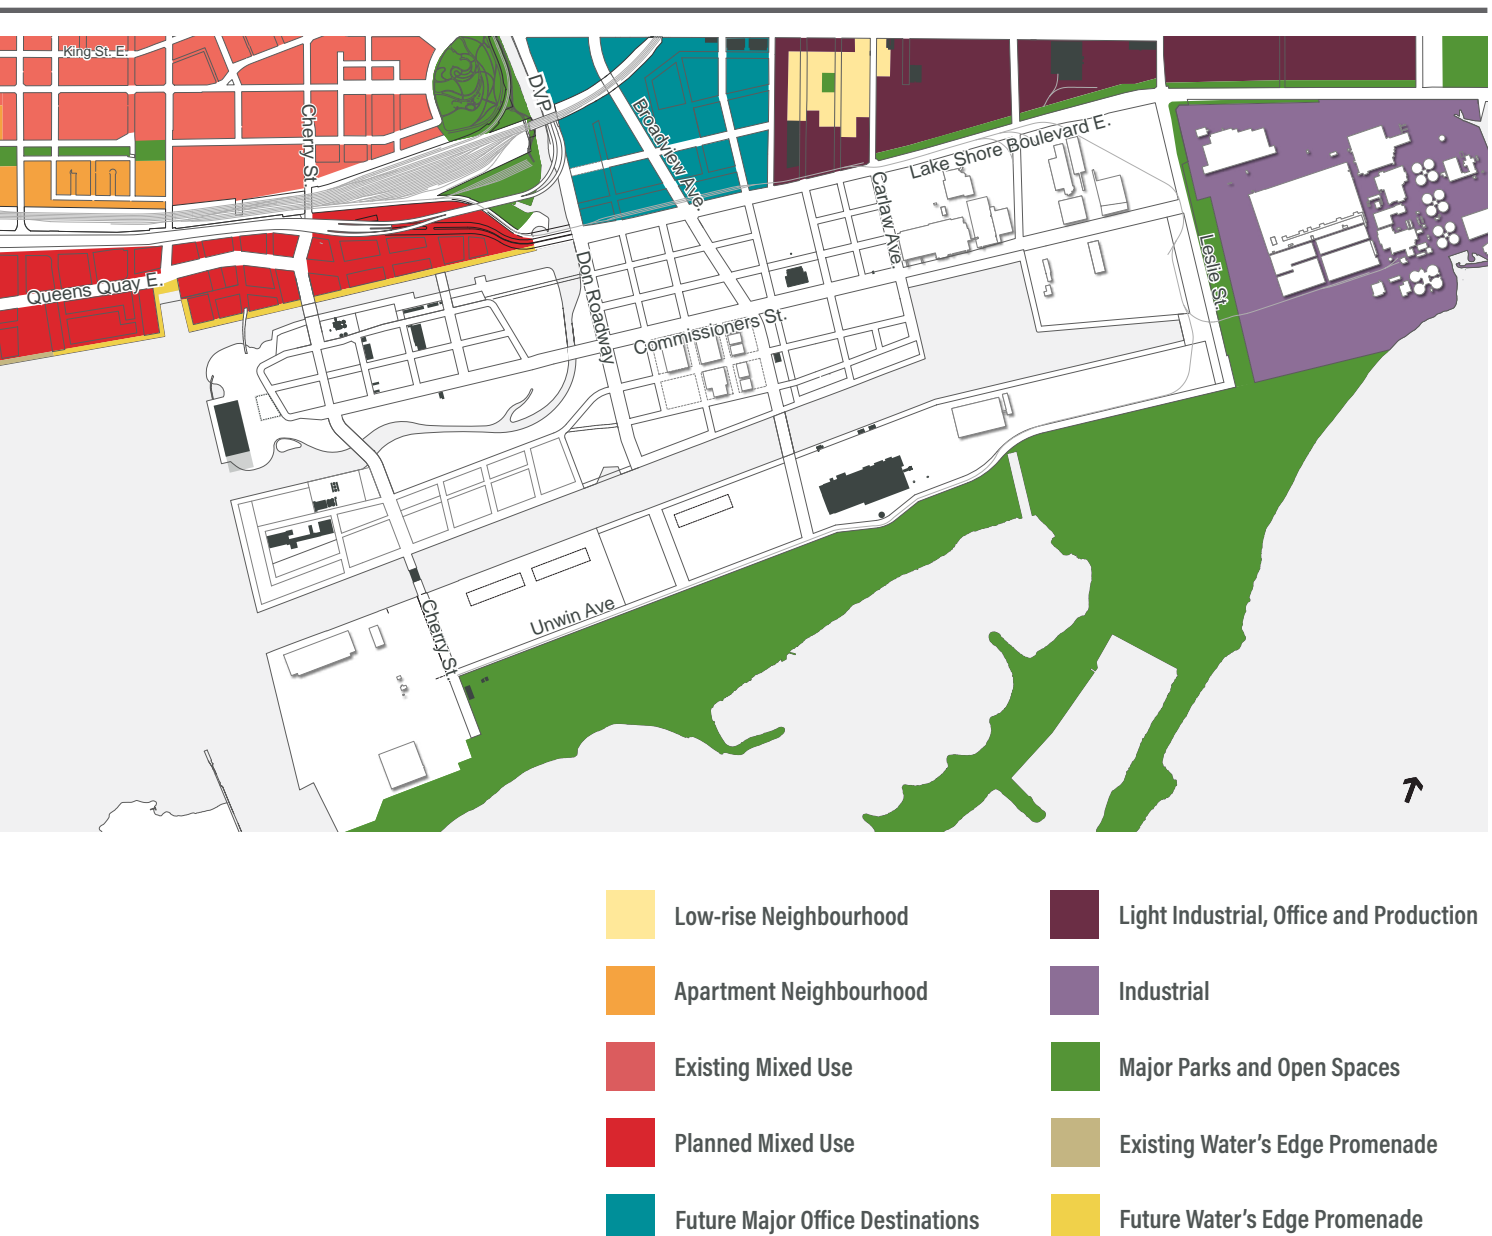 King St. E.
Cherry St.
DVP
Broadview Ave.
Lake Shore Boulevard E.
Carlaw Ave.
Leslie St.
Queens Quay E.
Don Roadway
Commissioners St.
Unwin Ave
Cherry St.
Low-rise Neighbourhood
Apartment Neighbourhood
Existing Mixed Use
Planned Mixed Use
Future Major Office Destinations
Light Industrial, Office and Production
Industrial
Major Parks and Open Spaces
Existing Water's Edge Promenade
Future Water's Edge Promenade